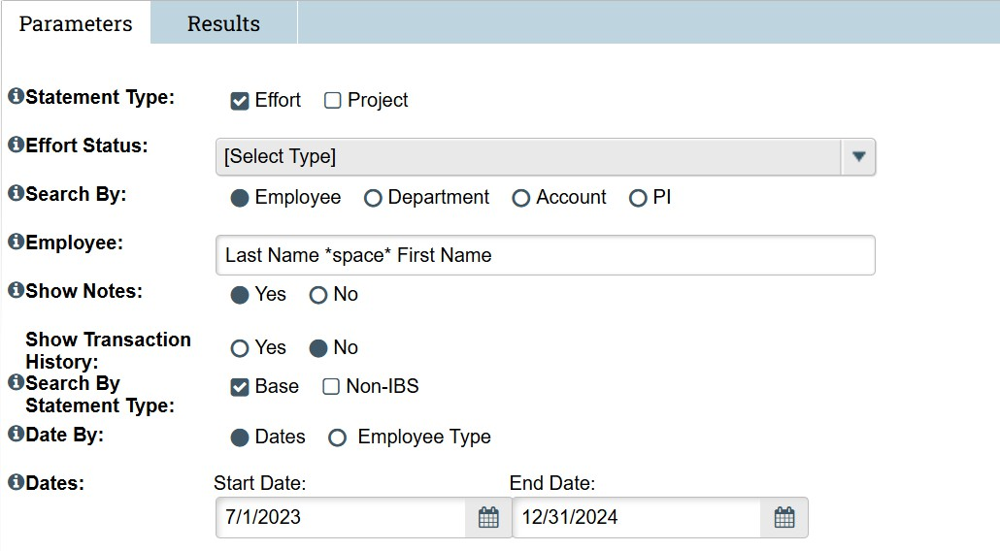 Parameters Results
Statement Type: Effort Project
Effort Status: [Select Type]
Search By: Employee Department Account PI
Employee: Last Name *space* First Name
Show Notes: Yes No
Show Transaction
History: Yes No
Search By
Statement Type: Base Non-IBS
Date By: Dates Employee Type
Dates: Start Date: End Date:
7/1/2023 12/31/2024